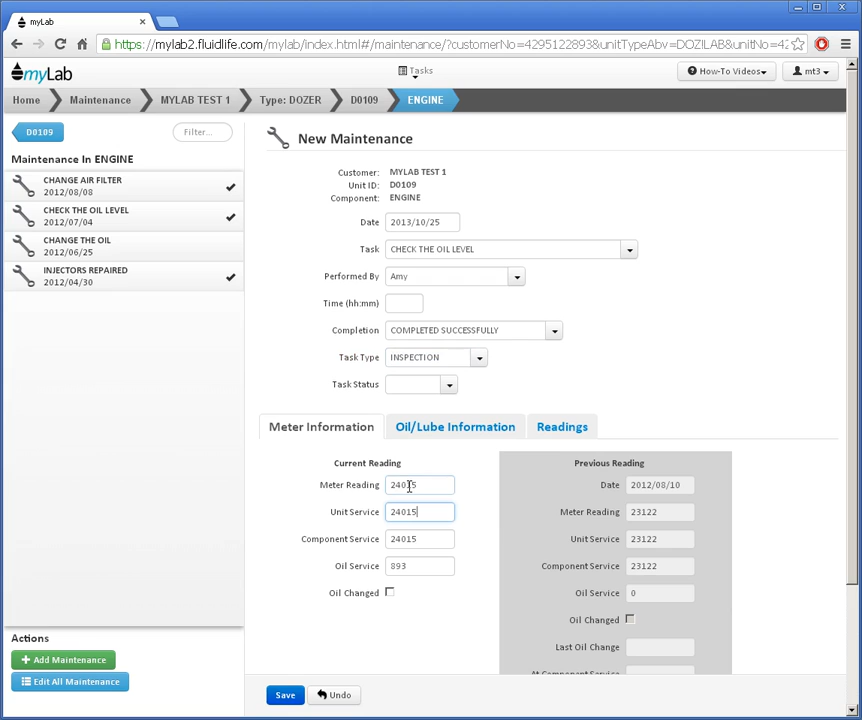 myLab
https://mylab2.fluidlife.com/mylab/index.html#/maintenance/?customerNo=4295122893&unitTypeAbv=DOZILAB&unitNo=42
myLab
Tasks
How-To Videos
mt3
Home
Maintenance
MYLAB TEST 1
Type: DOZER
D0109
ENGINE
D0109
Filter...
Maintenance In ENGINE
CHANGE AIR FILTER
2012/08/08
CHECK THE OIL LEVEL
2012/07/04
CHANGE THE OIL
2012/06/25
INJECTORS REPAIRED
2012/04/30
Actions
Add Maintenance
Edit All Maintenance
New Maintenance
Customer: MYLAB TEST 1
Unit ID: D0109
Component: ENGINE
Date 2013/10/25
Task CHECK THE OIL LEVEL
Performed By Amy
Time (hh:mm)
Completion COMPLETED SUCCESSFULLY
Task Type INSPECTION
Task Status
Meter Information
Oil/Lube Information
Readings
Current Reading
Meter Reading 24015
Unit Service 24015
Component Service 24015
Oil Service 893
Oil Changed
Previous Reading
Date 2012/08/10
Meter Reading 23122
Unit Service 23122
Component Service 23122
Oil Service 0
Oil Changed
Last Oil Change
At Component Service
Save
Undo